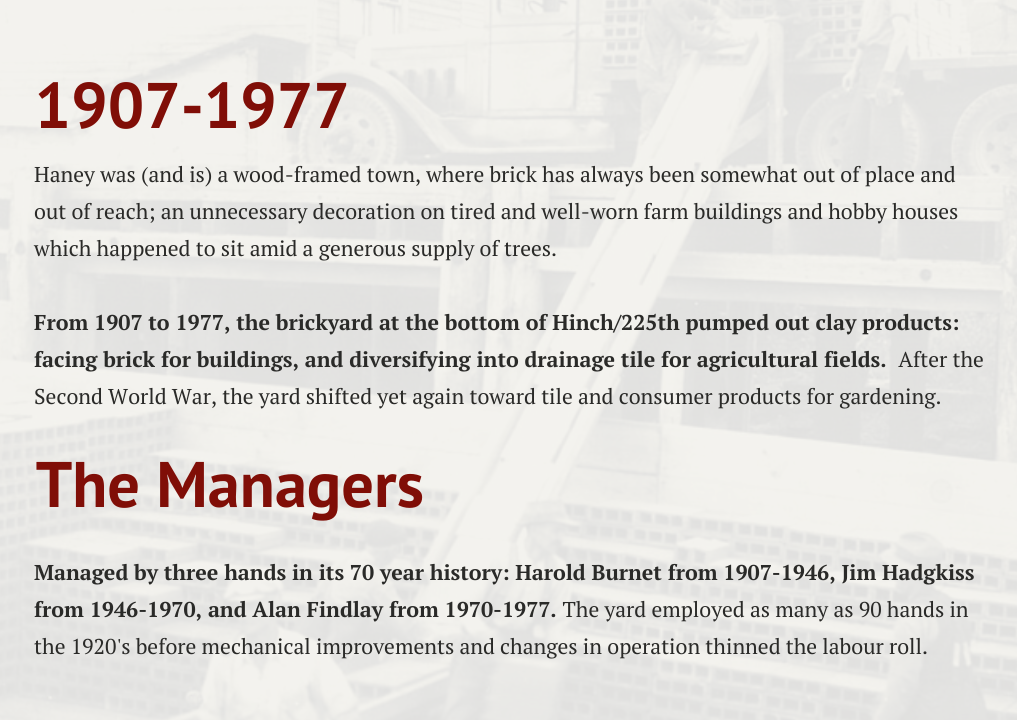 1907-1977
Haney was (and is) a wood-framed town, where brick has always been somewhat out of place and
out of reach; an unnecessary decoration on tired and well-worn farm buildings and hobby houses
which happened to sit amid a generous supply of trees.
From 1907 to 1977, the brickyard at the bottom of Hinch/225th pumped out clay products:
facing brick for buildings, and diversifying into drainage tile for agricultural fields.  After the
Second World War, the yard shifted yet again toward tile and consumer products for gardening.
The Managers
Managed by three hands in its 70 year history: Harold Burnet from 1907-1946, Jim Hadgkiss
from 1946-1970, and Alan Findlay from 1970-1977. The yard employed as many as 90 hands in
the 1920's before mechanical improvements and changes in operation thinned the labour roll.